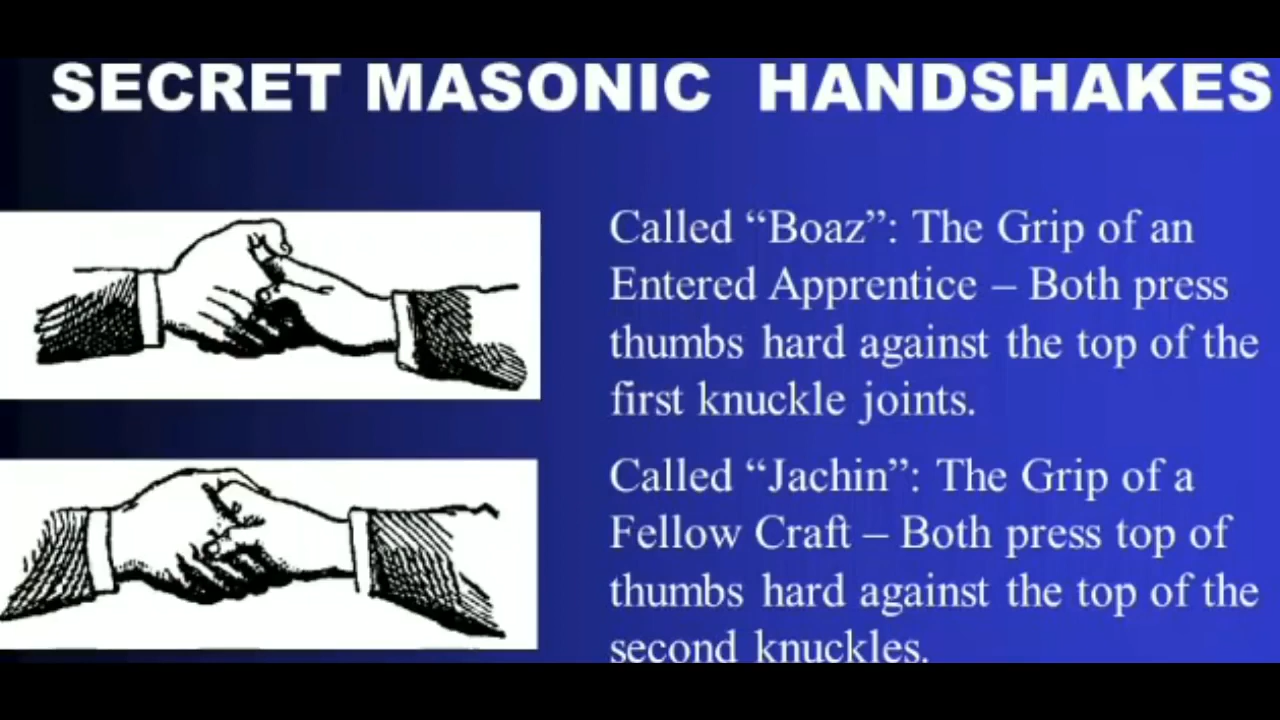 SECRET MASONIC HANDSHAKES
Called “Boaz”: The Grip of an
Entered Apprentice – Both press
thumbs hard against the top of the
first knuckle joints.
Called “Jachin”: The Grip of a
Fellow Craft – Both press top of
thumbs hard against the top of the
second knuckles.